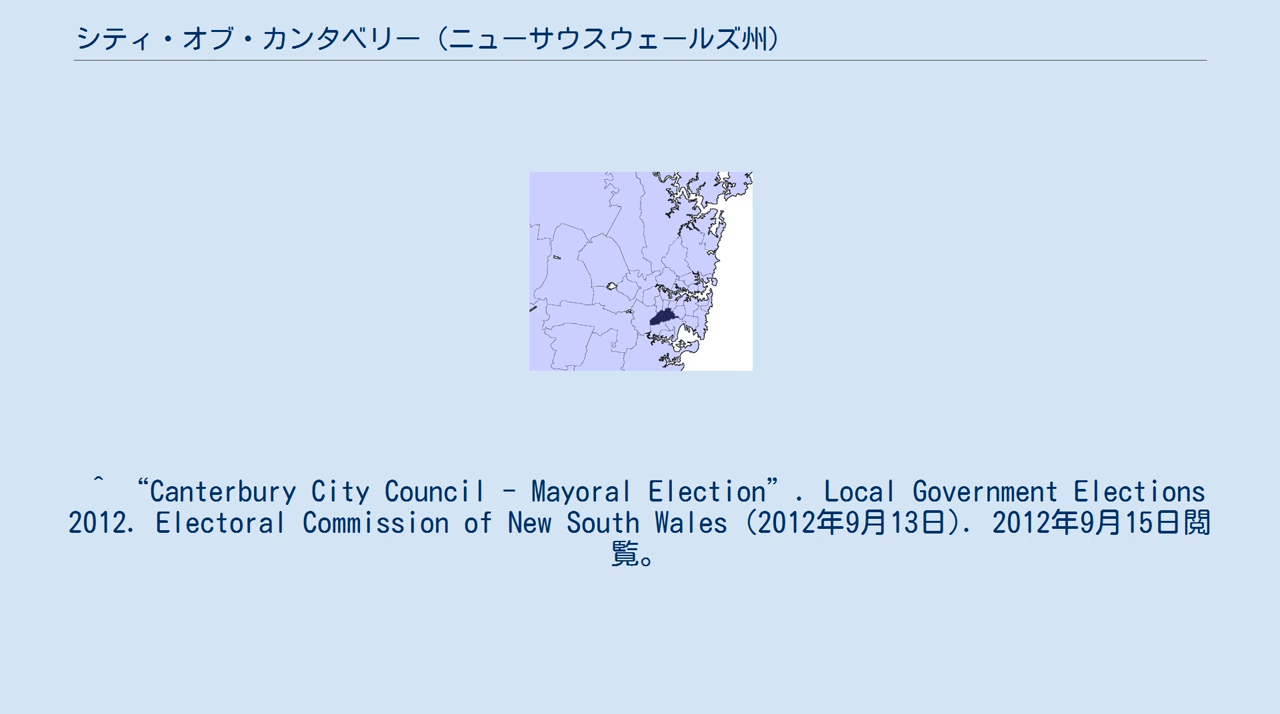 シティ・オブ・カンタベリー（ニューサウスウェールズ州）
^ “Canterbury City Council - Mayoral Election”. Local Government Elections
2012. Electoral Commission of New South Wales (2012年9月13日). 2012年9月15日閲
覧。